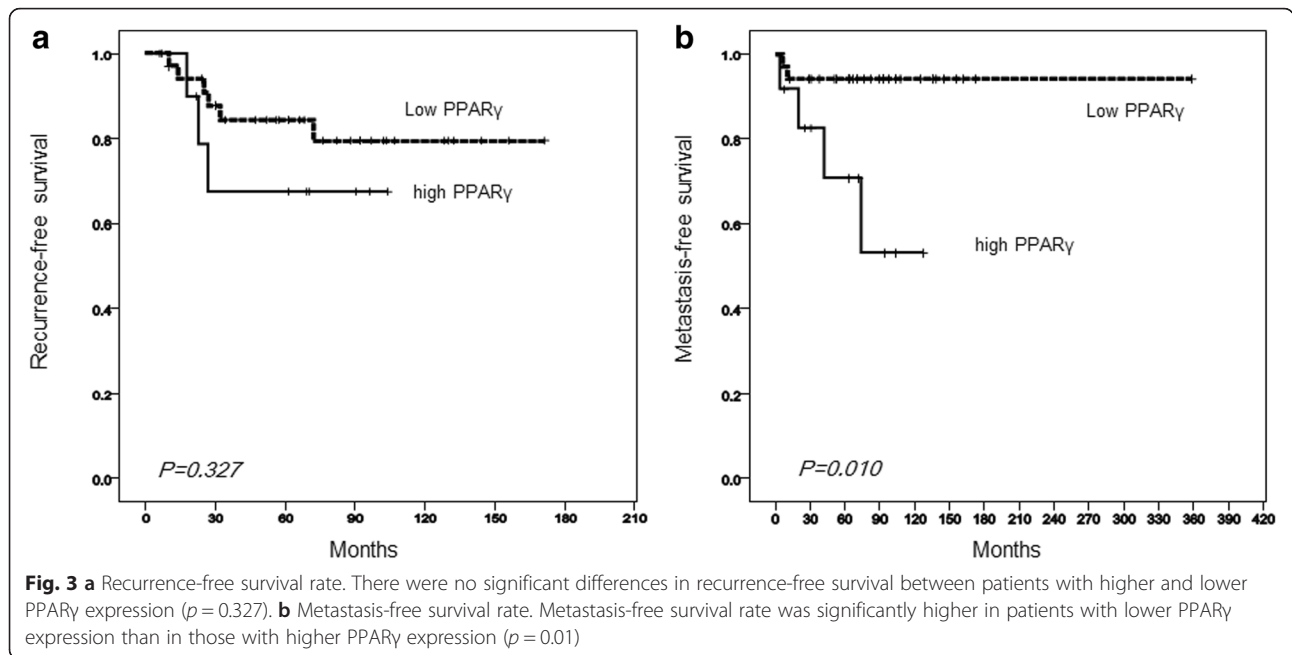 a
Recurrence-free survival
1.0
0.8
0.6
0.4
0.2
0.0
Low PPARγ
high PPARγ
P=0.327
0 30 60 90 120 150 180 210
Months
b
Metastasis-free survival
1.0
0.8
0.6
0.4
0.2
0.0
Low PPARγ
high PPARγ
P=0.010
0 30 60 90 120 150 180 210 240 270 300 330 360 390 420
Months
Fig. 3 a Recurrence-free survival rate. There were no significant differences in recurrence-free survival between patients with higher and lower
PPARγ expression (p = 0.327). b Metastasis-free survival rate. Metastasis-free survival rate was significantly higher in patients with lower PPARγ
expression than in those with higher PPARγ expression (p = 0.01)